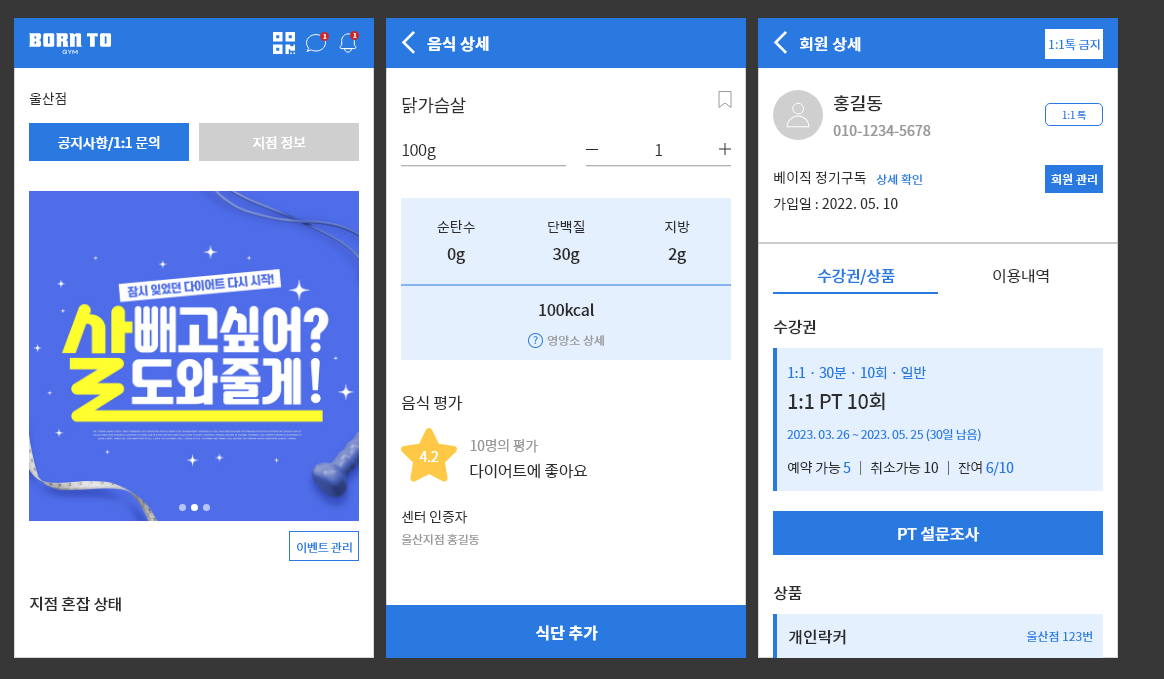 BORN TO
GYM
1
1
울산점
공지사항/1:1 문의
지점 정보
잠시 잊었던 다이어트 다시 시작!
살빼고싶어?
살도와줄게!
이벤트 관리
지점 혼잡 상태
음식 상세
닭가슴살
100g
1
순탄수
단백질
지방
0g
30g
2g
100kcal
? 영양소 상세
음식 평가
4.2
10명의 평가
다이어트에 좋아요
센터 인증자
울산지점 홍길동
식단 추가
회원 상세
1:1톡 금지
홍길동
010-1234-5678
1:1 톡
베이직 정기구독 상세 확인
회원 관리
가입일 : 2022. 05. 10
수강권/상품
이용내역
수강권
1:1 · 30분 · 10회 · 일반
1:1 PT 10회
2023. 03. 26 ~ 2023. 05. 25 (30일 남음)
예약 가능 5 | 취소가능 10 | 잔여 6/10
PT 설문조사
상품
개인락커
울산점 123번